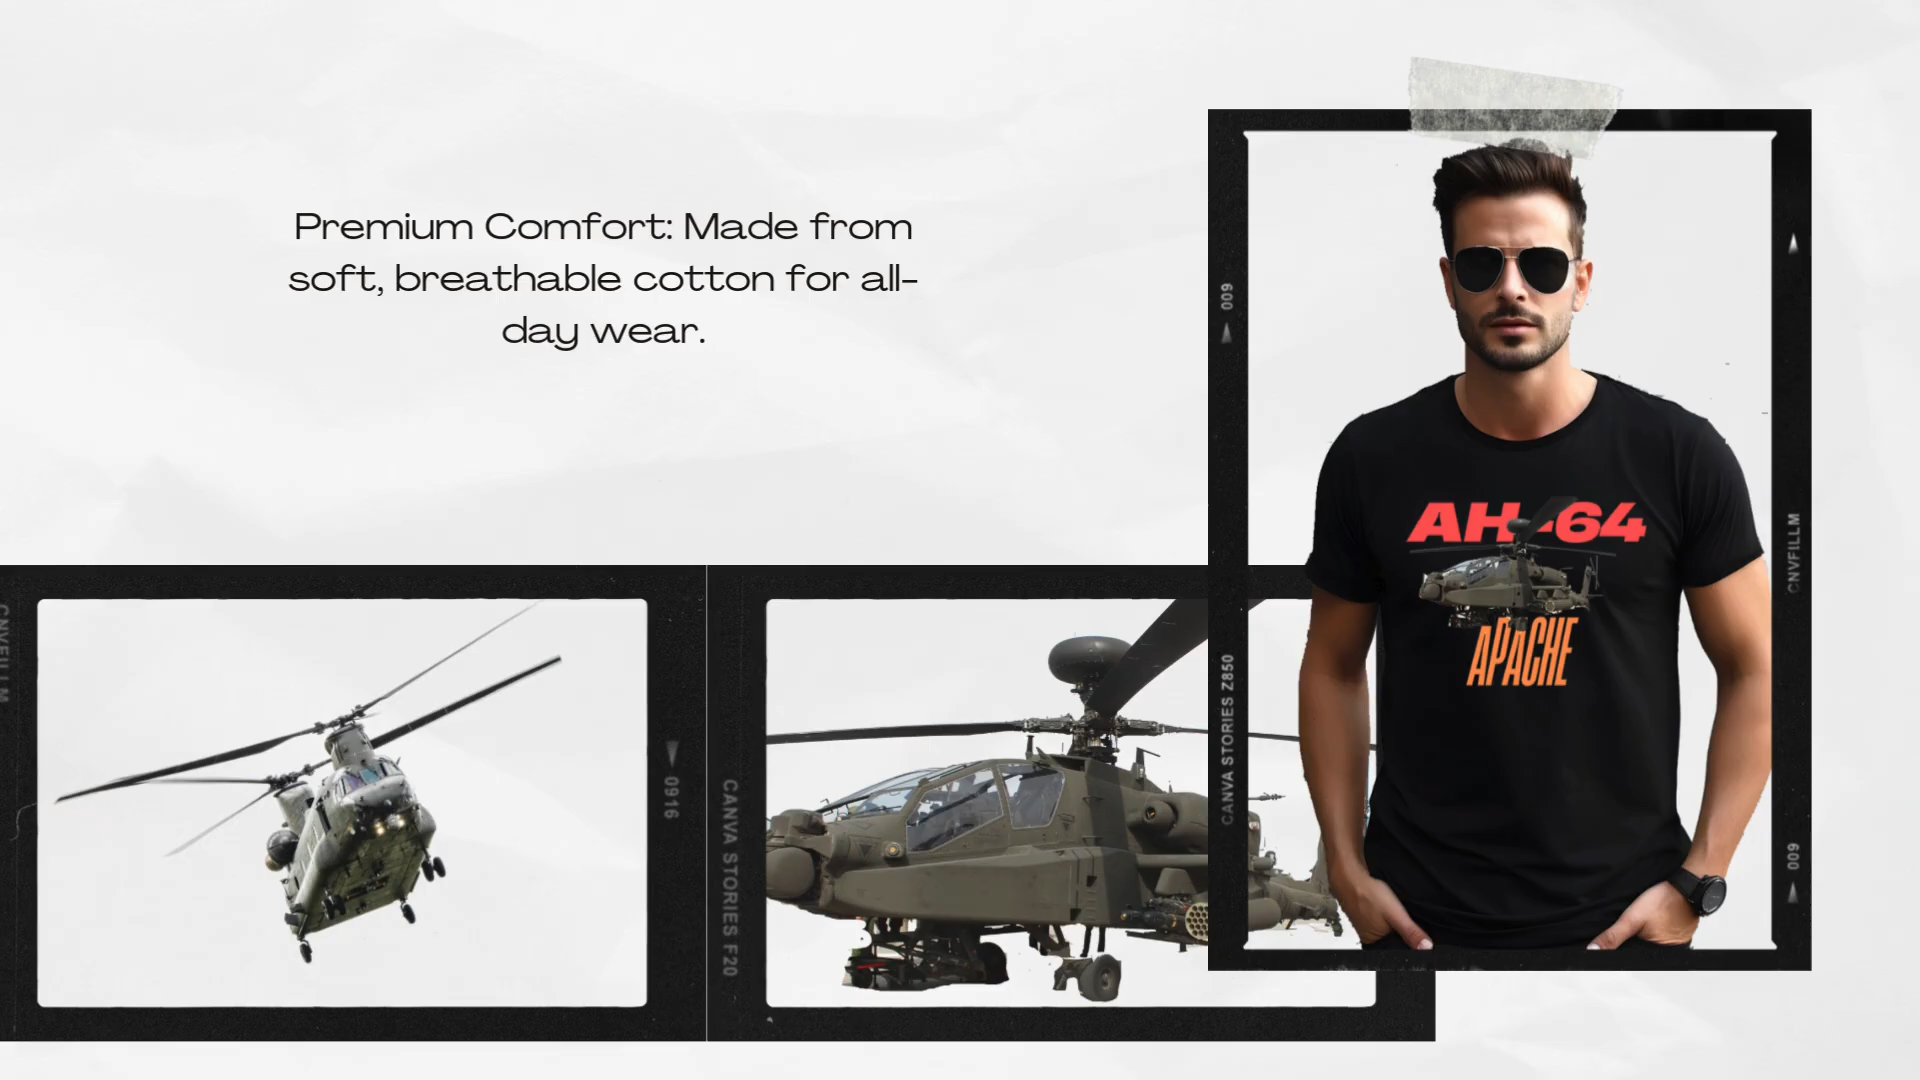 Premium Comfort: Made from
soft, breathable cotton for all-
day wear.
009
CANVA STORIES Z850
AH-64
APACHE
CNVFILLM
009
CNVFILLM
0916
CANVA STORIES F20